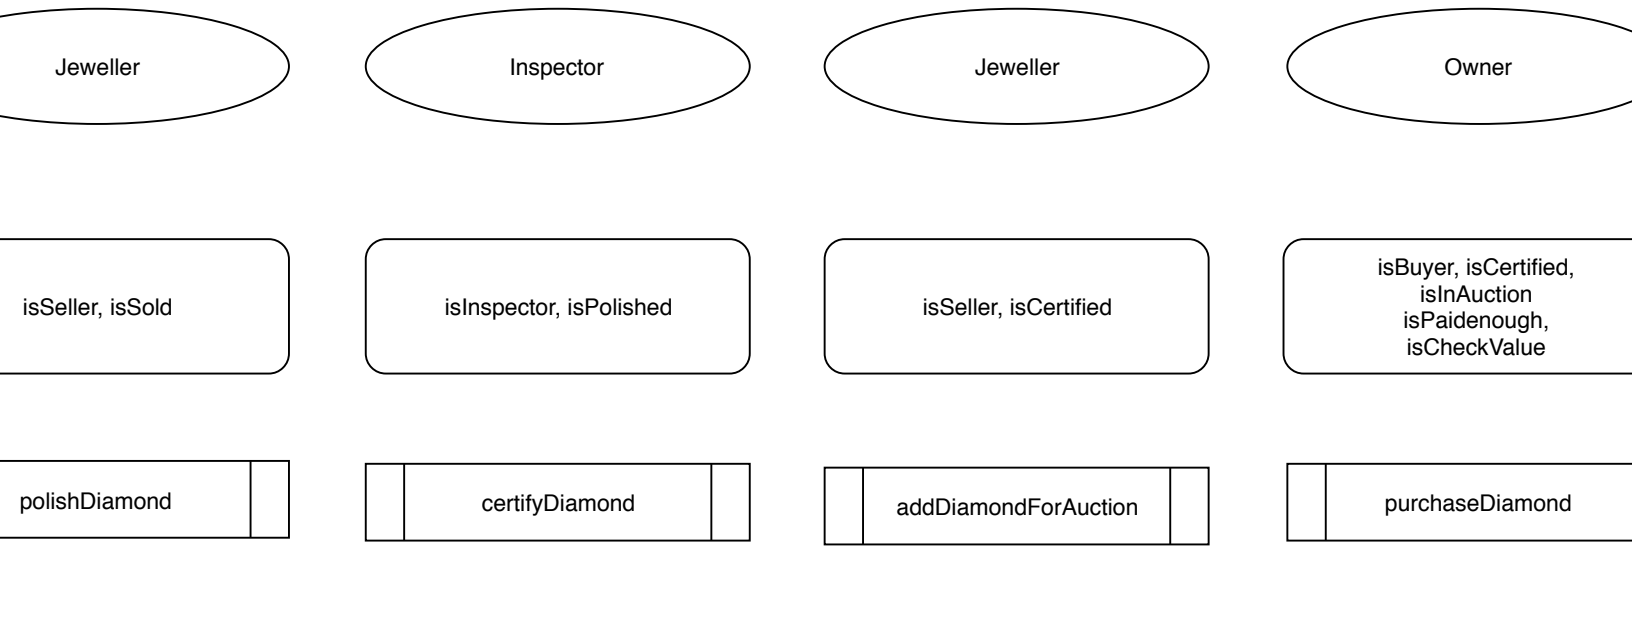 Jeweller
Inspector
Jeweller
Owner
isSeller, isSold
isInspector, isPolished
isSeller, isCertified
isBuyer, isCertified,
isInAuction
isPaidenough,
isCheckValue
polishDiamond
certifyDiamond
addDiamondForAuction
purchaseDiamond